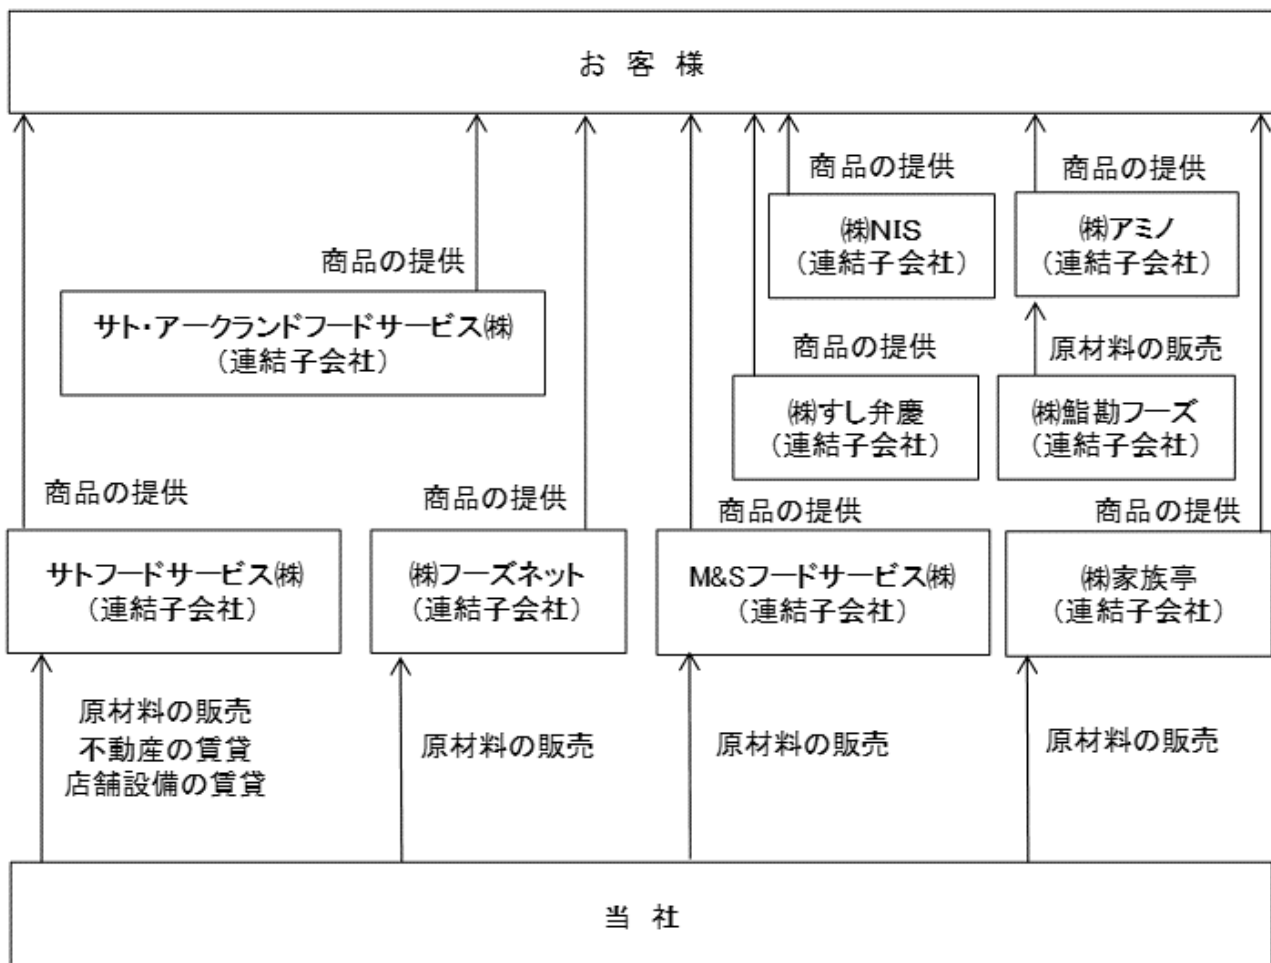 お 客 様
商品の提供
㈱NIS
（連結子会社）
商品の提供
㈱アミノ
（連結子会社）
商品の提供
サト・アークランドフードサービス㈱
（連結子会社）
商品の提供
㈱すし弁慶
（連結子会社）
原材料の販売
㈱鮨勘フーズ
（連結子会社）
商品の提供
サトフードサービス㈱
（連結子会社）
商品の提供
㈱フーズネット
（連結子会社）
商品の提供
M&Sフードサービス㈱
（連結子会社）
商品の提供
㈱家族亭
（連結子会社）
原材料の販売
不動産の賃貸
店舗設備の賃貸
原材料の販売
原材料の販売
原材料の販売
当 社